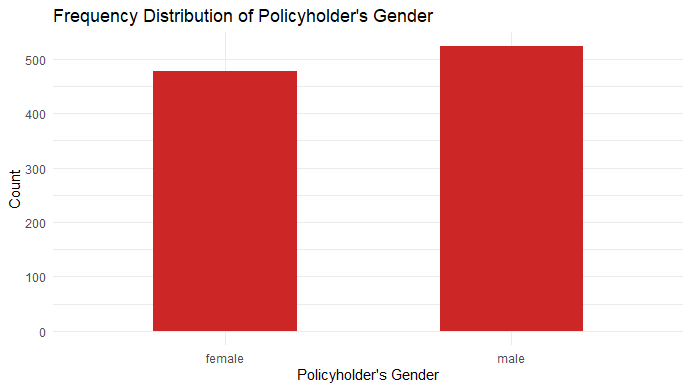 Frequency Distribution of Policyholder's Gender
500
400
300
200
100
0
Count
female male
Policyholder's Gender